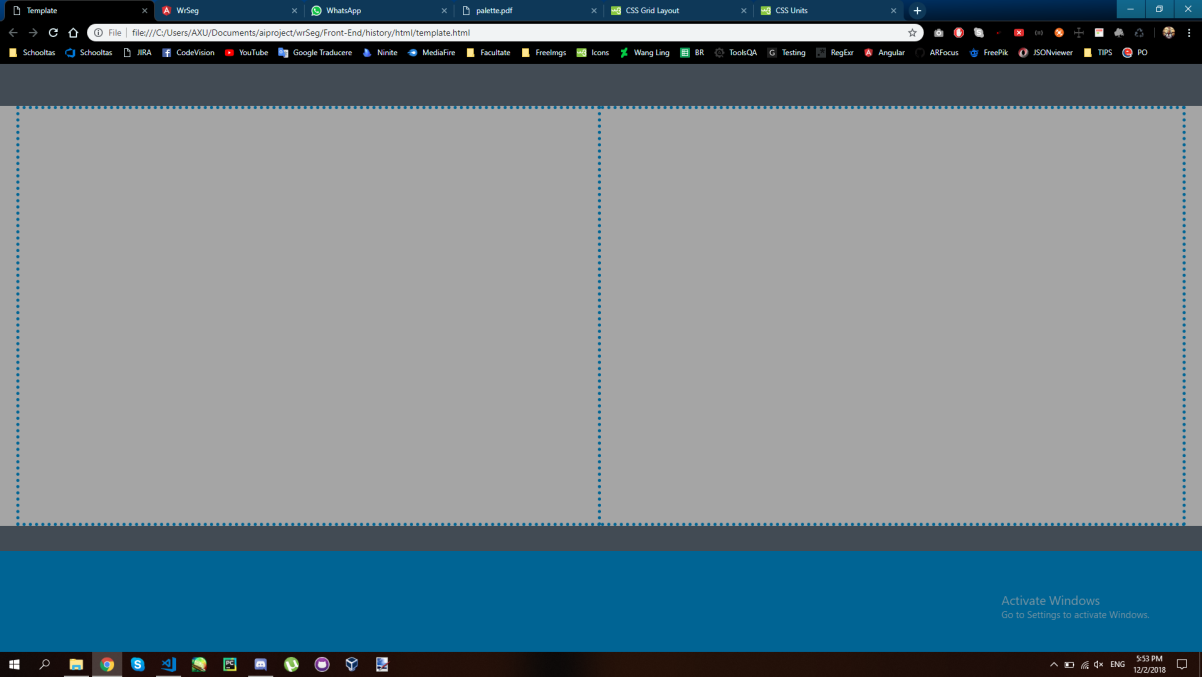 Template WrSeg WhatsApp palette.pdf CSS Grid Layout CSS Units
File file:///C:/Users/AXU/Documents/aiproject/wrSeg/Front-End/history/html/template.html
Schooltas Schooltas JIRA CodeVision YouTube Google Traducere Ninite MediaFire Facultate FreeImgs Icons Wang Ling BR ToolsQA Testing RegExr Angular ARFocus FreePik JSONviewer TIPS PO
Activate Windows
Go to Settings to activate Windows.
ENG
5:53 PM
12/2/2018